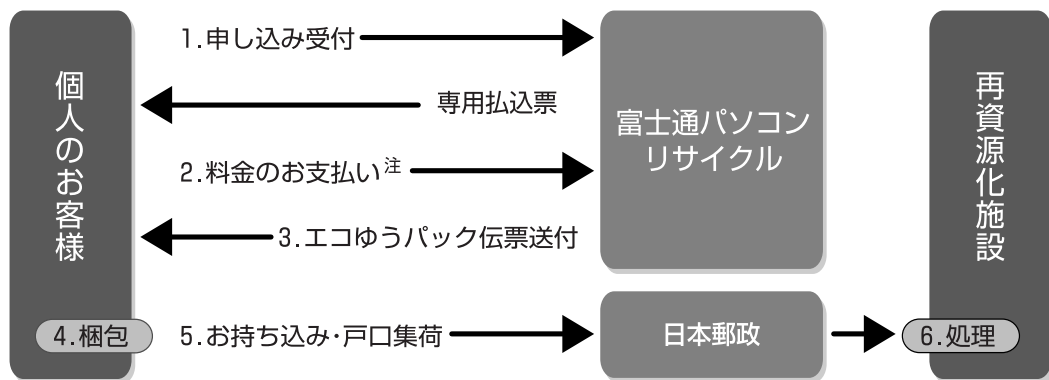 個人のお客様
1.申し込み受付
専用払込票
2.料金のお支払い注
3.エコゆうパック伝票送付
4.梱包
5.お持ち込み・戸口集荷
富士通パソコン
リサイクル
日本郵政
再資源化施設
6.処理